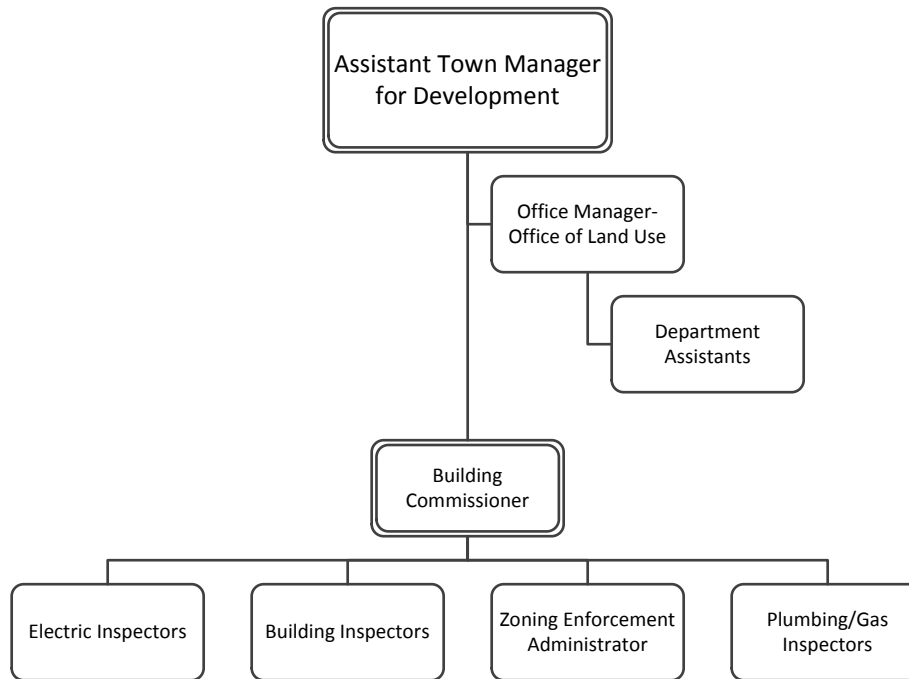 Assistant Town Manager
for Development
Office Manager-
Office of Land Use
Department
Assistants
Building
Commissioner
Electric Inspectors
Building Inspectors
Zoning Enforcement
Administrator
Plumbing/Gas
Inspectors